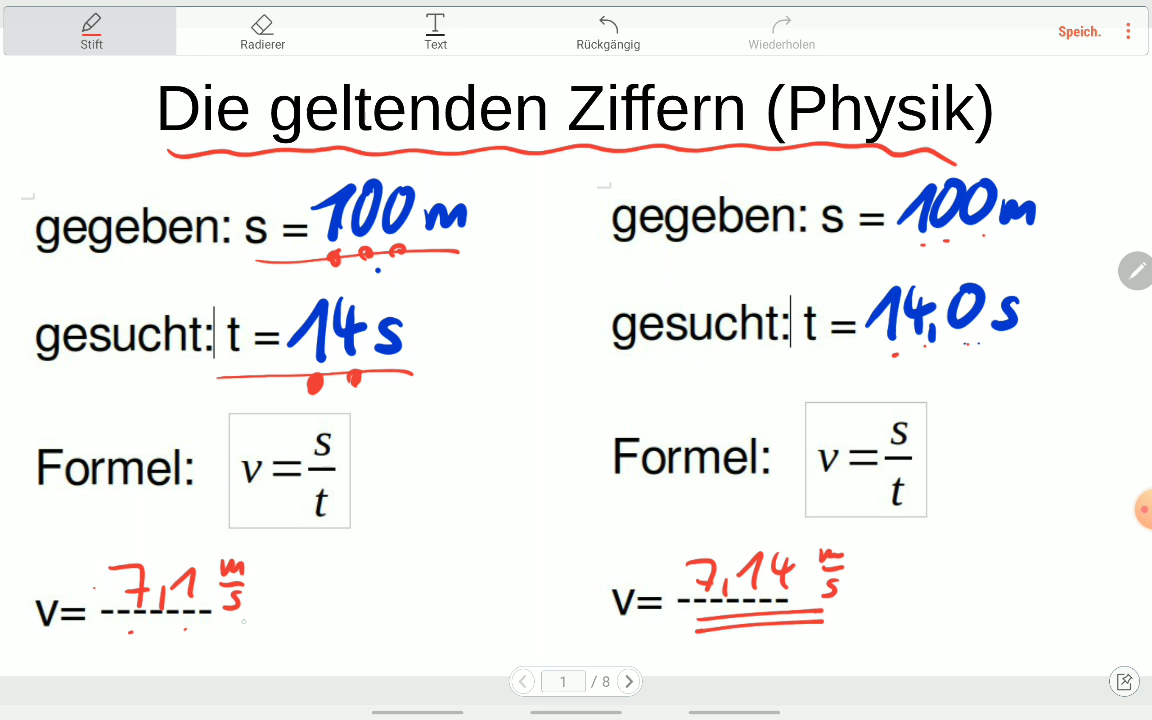 Stift Radierer Text Rückgängig Wiederholen Speich.
Die geltenden Ziffern (Physik)
gegeben: s = 100 m
gesucht: t = 14 s
Formel: v = s/t
v= 7,1 m/s
gegeben: s = 100 m
gesucht: t = 14,0 s
Formel: v = s/t
v= 7,14 m/s
1 / 8